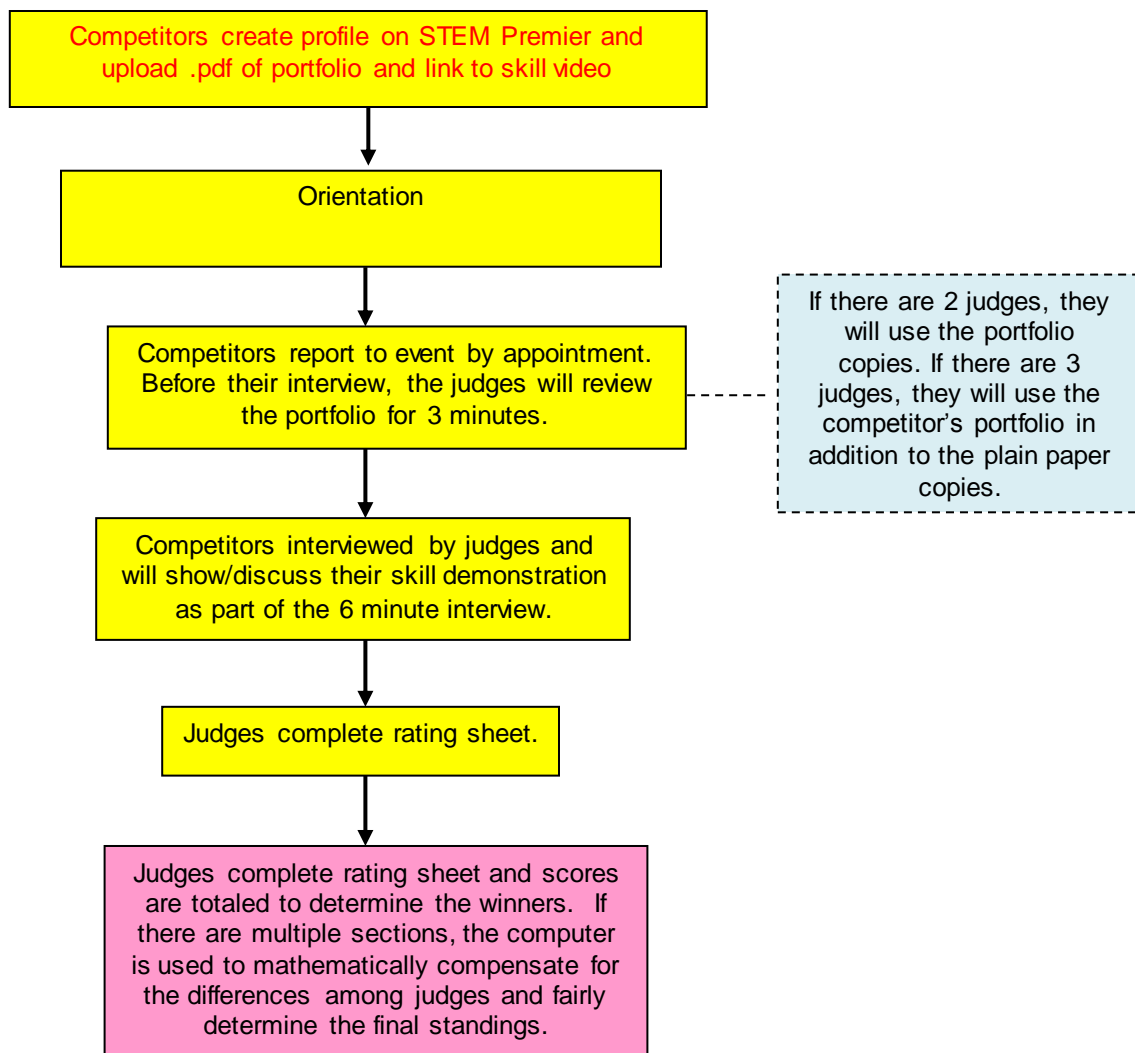 Competitors create profile on STEM Premier and
upload .pdf of portfolio and link to skill video
Orientation
Competitors report to event by appointment.
Before their interview, the judges will review
the portfolio for 3 minutes.
If there are 2 judges, they
will use the portfolio
copies. If there are 3
judges, they will use the
competitor’s portfolio in
addition to the plain paper
copies.
Competitors interviewed by judges and
will show/discuss their skill demonstration
as part of the 6 minute interview.
Judges complete rating sheet.
Judges complete rating sheet and scores
are totaled to determine the winners. If
there are multiple sections, the computer
is used to mathematically compensate for
the differences among judges and fairly
determine the final standings.